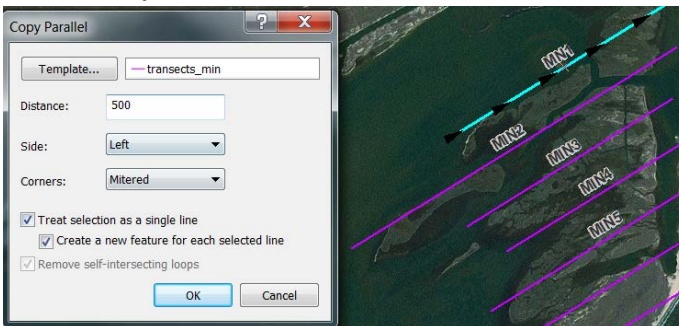 Copy Parallel
?
X
Template...
transects_min
Distance:
500
Side:
Left
Corners:
Mitered
Treat selection as a single line
Create a new feature for each selected line
Remove self-intersecting loops
OK
Cancel
MIN1
MIN2
MIN3
MIN4
MIN5